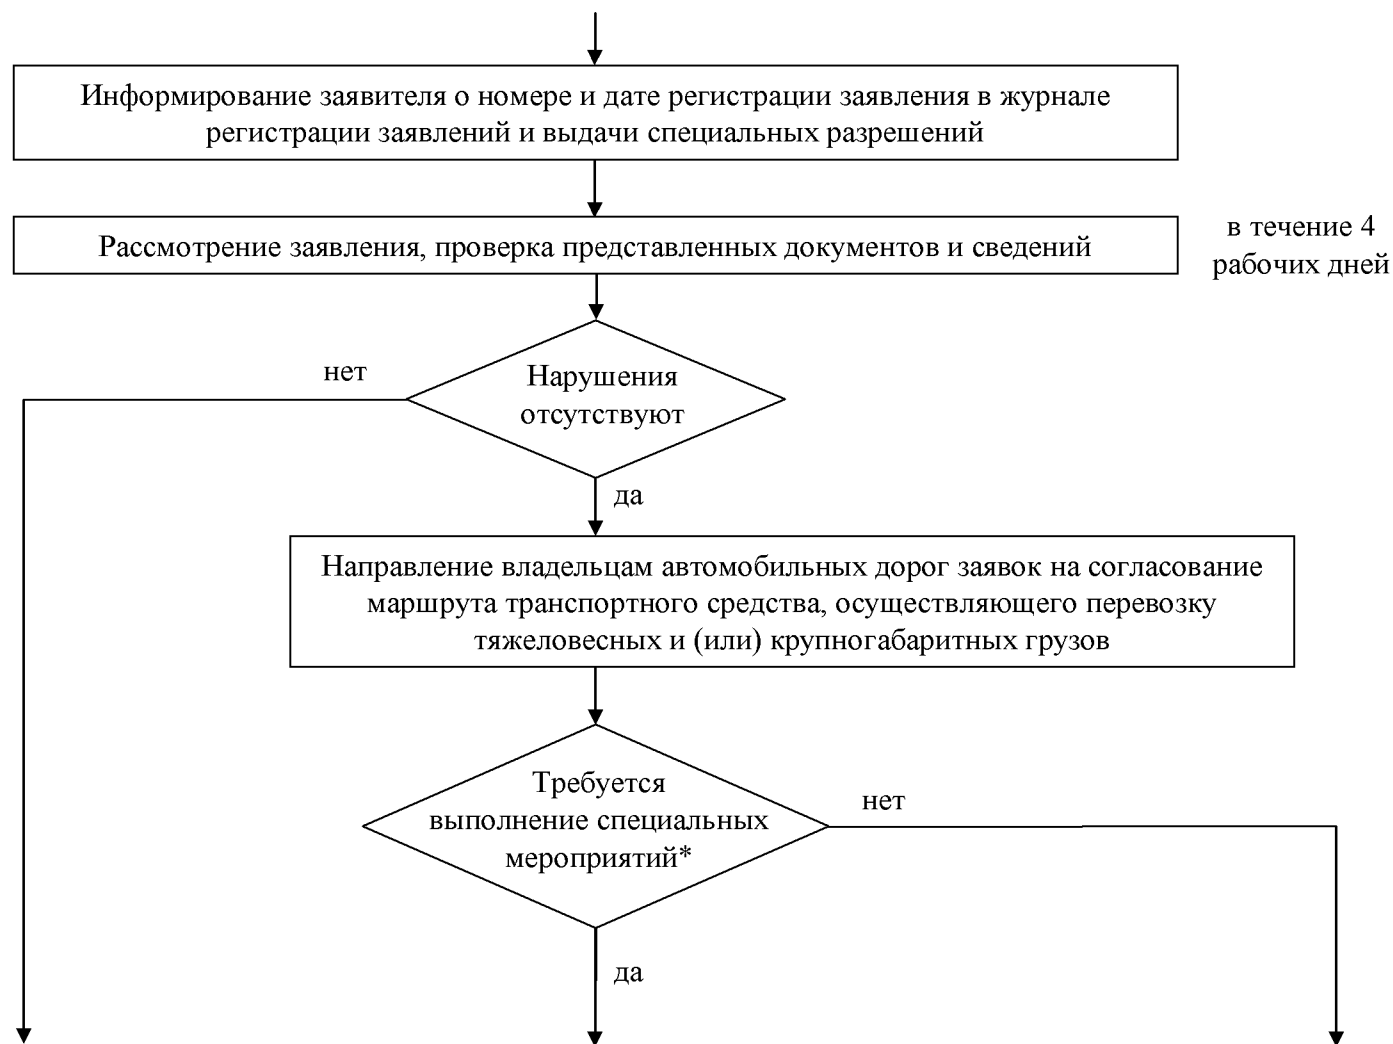 Информирование заявителя о номере и дате регистрации заявления в журнале
регистрации заявлений и выдачи специальных разрешений
Рассмотрение заявления, проверка представленных документов и сведений
в течение 4
рабочих дней
нет
Нарушения
отсутствуют
да
Направление владельцам автомобильных дорог заявок на согласование
маршрута транспортного средства, осуществляющего перевозку
тяжеловесных и (или) крупногабаритных грузов
Требуется
выполнение специальных
мероприятий*
нет
да